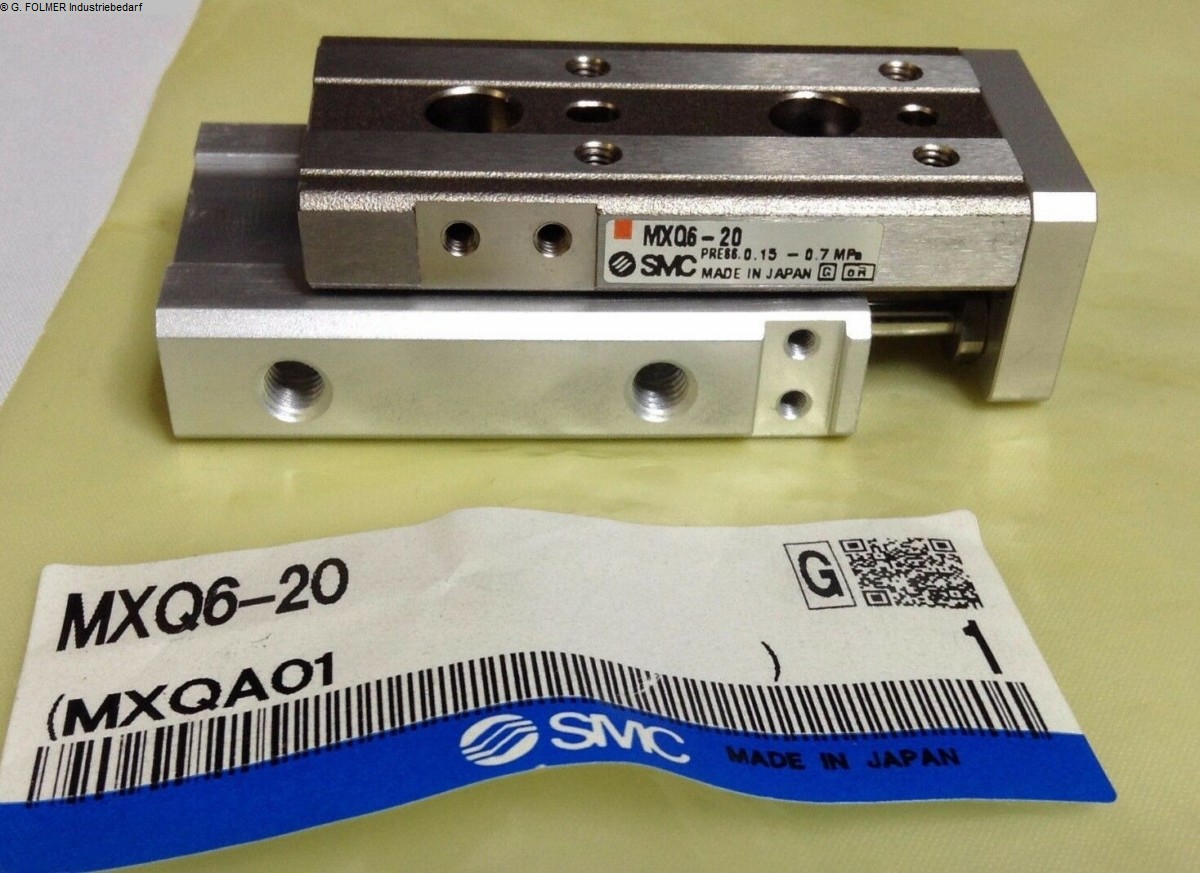 ® G. FOLMER Industriebedarf
MXQ6-20
PRESS. 0.15 - 0.7 MPa
SMC MADE IN JAPAN G
MXQ6-20
G
1
(MXQA01 )
SMC MADE IN JAPAN